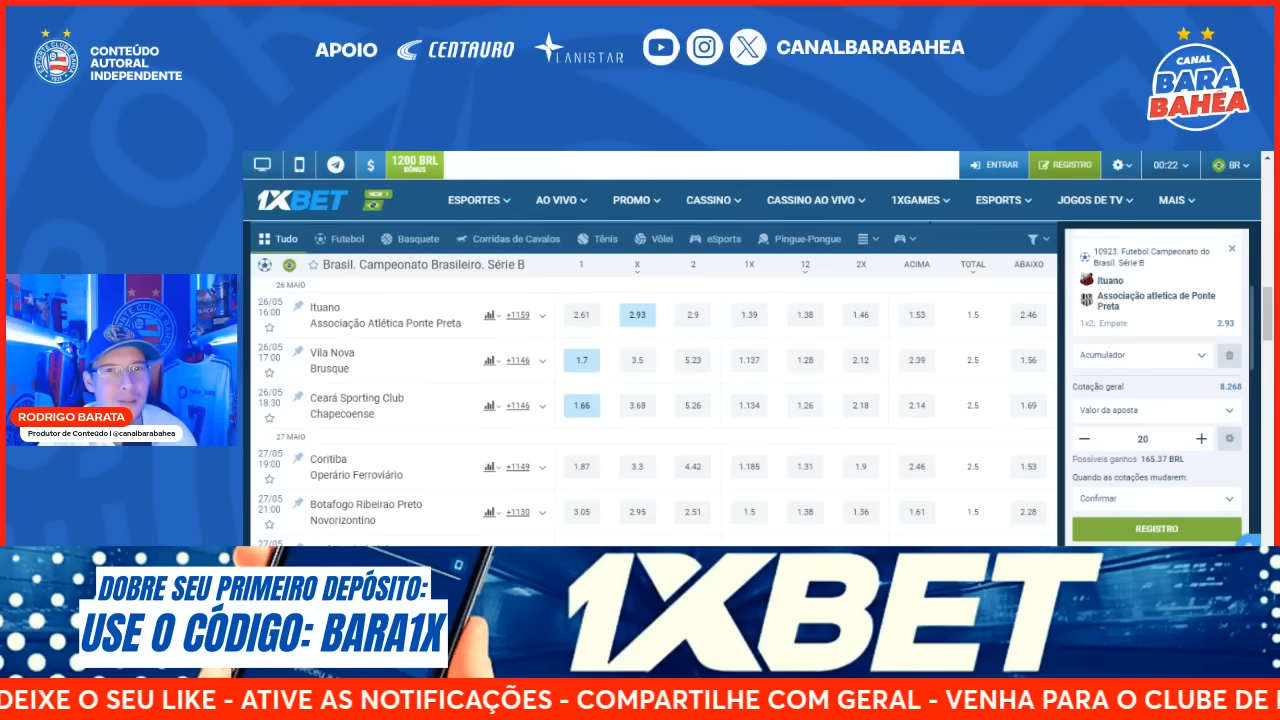 CONTEÚDO
AUTORAL
INDEPENDENTE
APOIO
CENTAURO
LANISTAR
CANALBARABAHEA
CANAL
BARA
BAHÊA
1200 BRL
BÔNUS
ENTRAR
REGISTRO
00:22
BR
1XBET
NEW
ESPORTES
AO VIVO
PROMO
CASSINO
CASSINO AO VIVO
1XGAMES
ESPORTS
JOGOS DE TV
MAIS
Tudo
Futebol
Basquete
Corridas de Cavalos
Tênis
Vôlei
eSports
Pingue-Pongue
Brasil. Campeonato Brasileiro. Série B
1 X 2 1X 12 2X ACIMA TOTAL ABAIXO
26 MAIO
26/05
16:00
Ituano
Associação Atlética Ponte Preta
+1159
2.61 2.93 2.9 1.39 1.38 1.46 1.53 1.5 2.46
26/05
17:00
Vila Nova
Brusque
+1146
1.7 3.5 5.23 1.137 1.28 2.12 2.39 2.5 1.56
26/05
18:30
Ceará Sporting Club
Chapecoense
+1146
1.66 3.68 5.26 1.134 1.26 2.18 2.14 2.5 1.69
27 MAIO
27/05
19:00
Coritiba
Operário Ferroviário
+1149
1.87 3.3 4.42 1.185 1.31 1.9 2.46 2.5 1.53
27/05
21:00
Botafogo Ribeirao Preto
Novorizontino
+1130
3.05 2.95 2.51 1.5 1.38 1.36 1.61 1.5 2.28
10923. Futebol Campeonato do
Brasil. Série B
Ituano
Associação atletica de Ponte
Preta
1x2: Empate
2.93
Acumulador
Cotação geral
8.268
Valor da aposta
20
Possíveis ganhos 165.37 BRL
Quando as cotações mudarem:
Confirmar
REGISTRO
RODRIGO BARATA
Produtor de Conteúdo | @canalbarabahea
DOBRE SEU PRIMEIRO DEPÓSITO:
USE O CÓDIGO: BARA1X
1XBET
DEIXE O SEU LIKE - ATIVE AS NOTIFICAÇÕES - COMPARTILHE COM GERAL - VENHA PARA O CLUBE DE